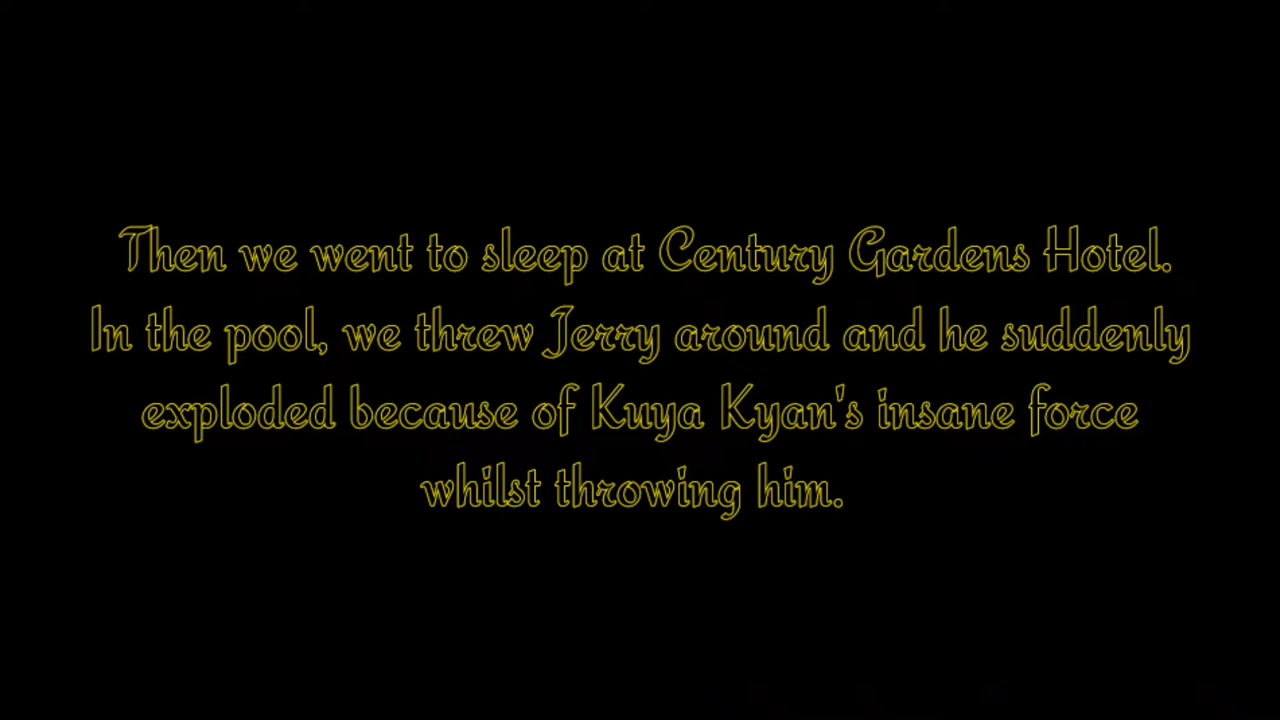 Then we went to sleep at Century Gardens Hotel.
In the pool, we threw Jerry around and he suddenly
exploded because of Kuya Kyan's insane force
whilst throwing him.